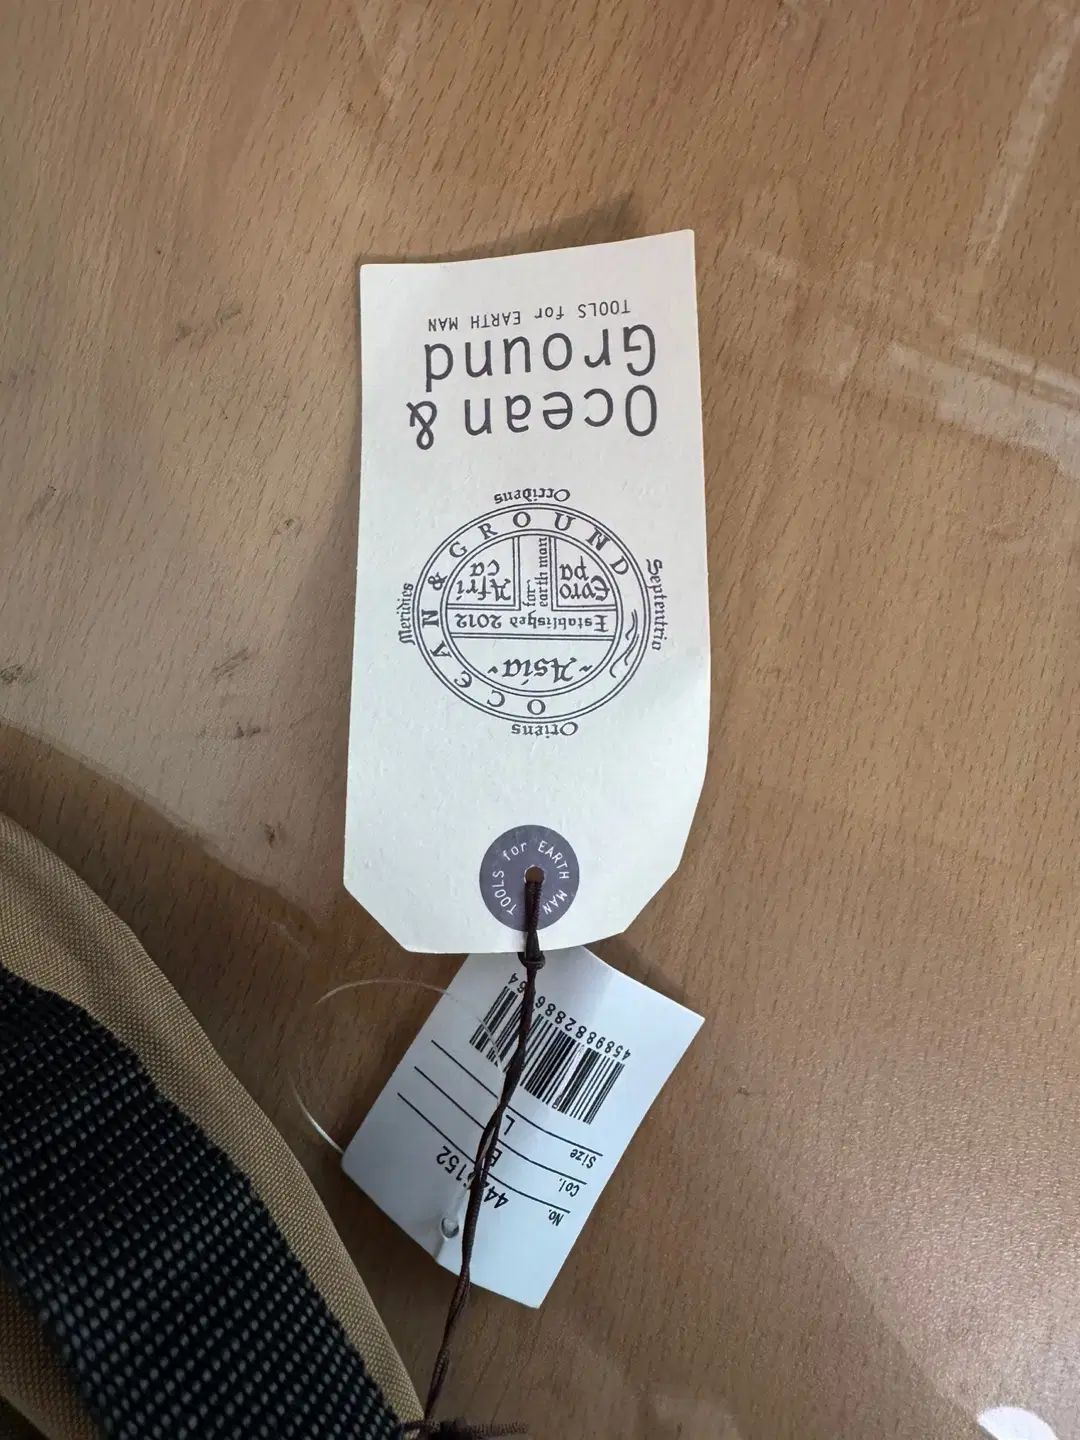 Ocean &
Ground
TOOLS for EARTH MAN
Oriens
OCEAN & GROUND
~Asia~
Established 2012
Evro
pa
for
earth man
Afri
ca
Septentrio
Meridies
Occidens
TOOLS for EARTH MAN
No.
Col.
Size L